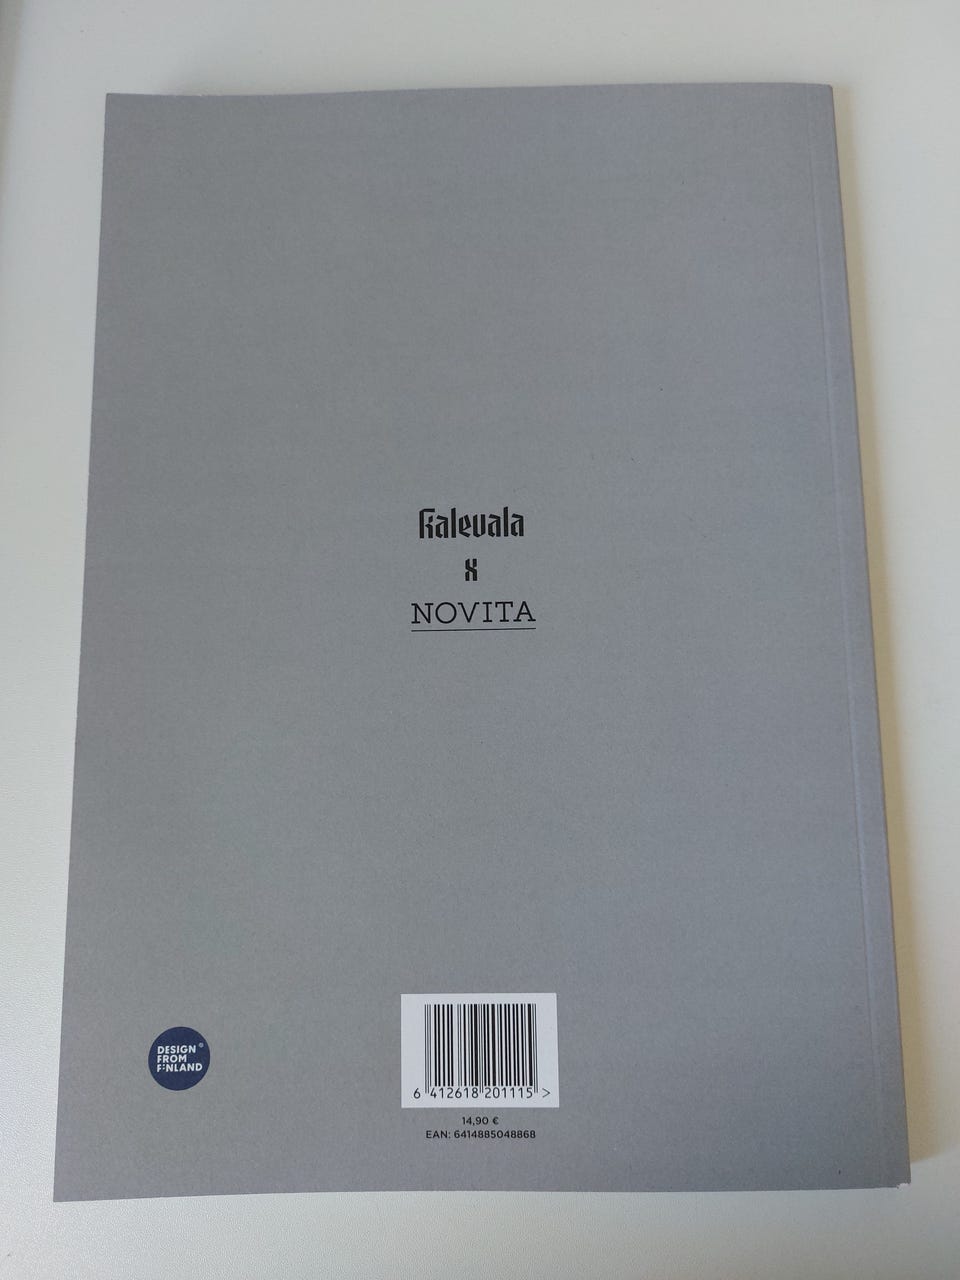 Kalevala
x
NOVITA
DESIGN®
FROM
FINLAND
6 412618 201115 >
14,90 €
EAN: 6414885048868